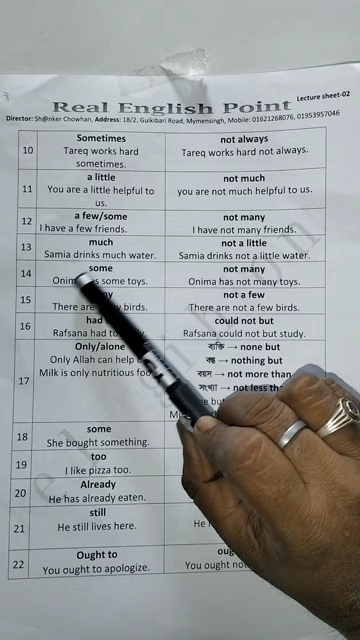 Lecture sheet-02
Real English Point
Director: Sh@nker Chowhan, Address: 18/2, Gulkibari Road, Mymensingh, Mobile: 01621268076, 01953957046
10
Sometimes
Tareq works hard
sometimes.
not always
Tareq works hard not always.
11
a little
You are a little helpful to
us.
not much
you are not much helpful to us.
12
a few/some
I have a few friends.
not many
I have not many friends.
13
much
Samia drinks much water.
not a little
Samia drinks not a little water.
14
some
some toys.
not many
Onima has not many toys.
15
There are birds.
not a few
There are not a few birds.
16
had
Rafsana had
could not but
Rafsana could not but study.
17
Only/alone
Only Allah can help
Milk is only nutritious
ব্যক্তি → none but
বস্তু → nothing but
বয়স → not more than
সংখ্যা → not less
18
some
She bought something.
19
too
I like pizza too.
20
Already
He has already eaten.
21
still
He still lives here.
22
Ought to
You ought to apologize.
You ought